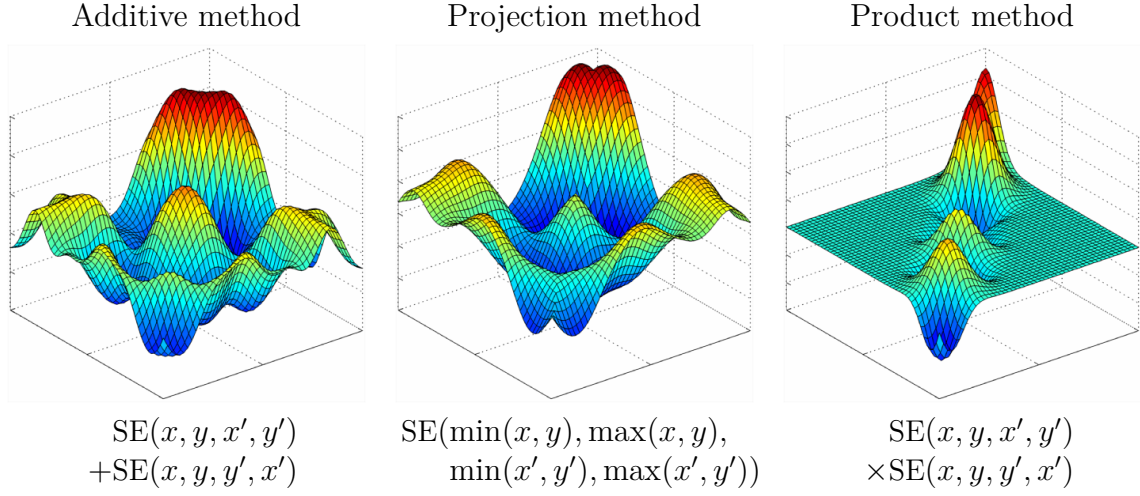 Additive method
Projection method
Product method
SE(x, y, x′, y′)
+SE(x, y, y′, x′)
SE(min(x, y), max(x, y),
min(x′, y′), max(x′, y′))
SE(x, y, x′, y′)
×SE(x, y, y′, x′)